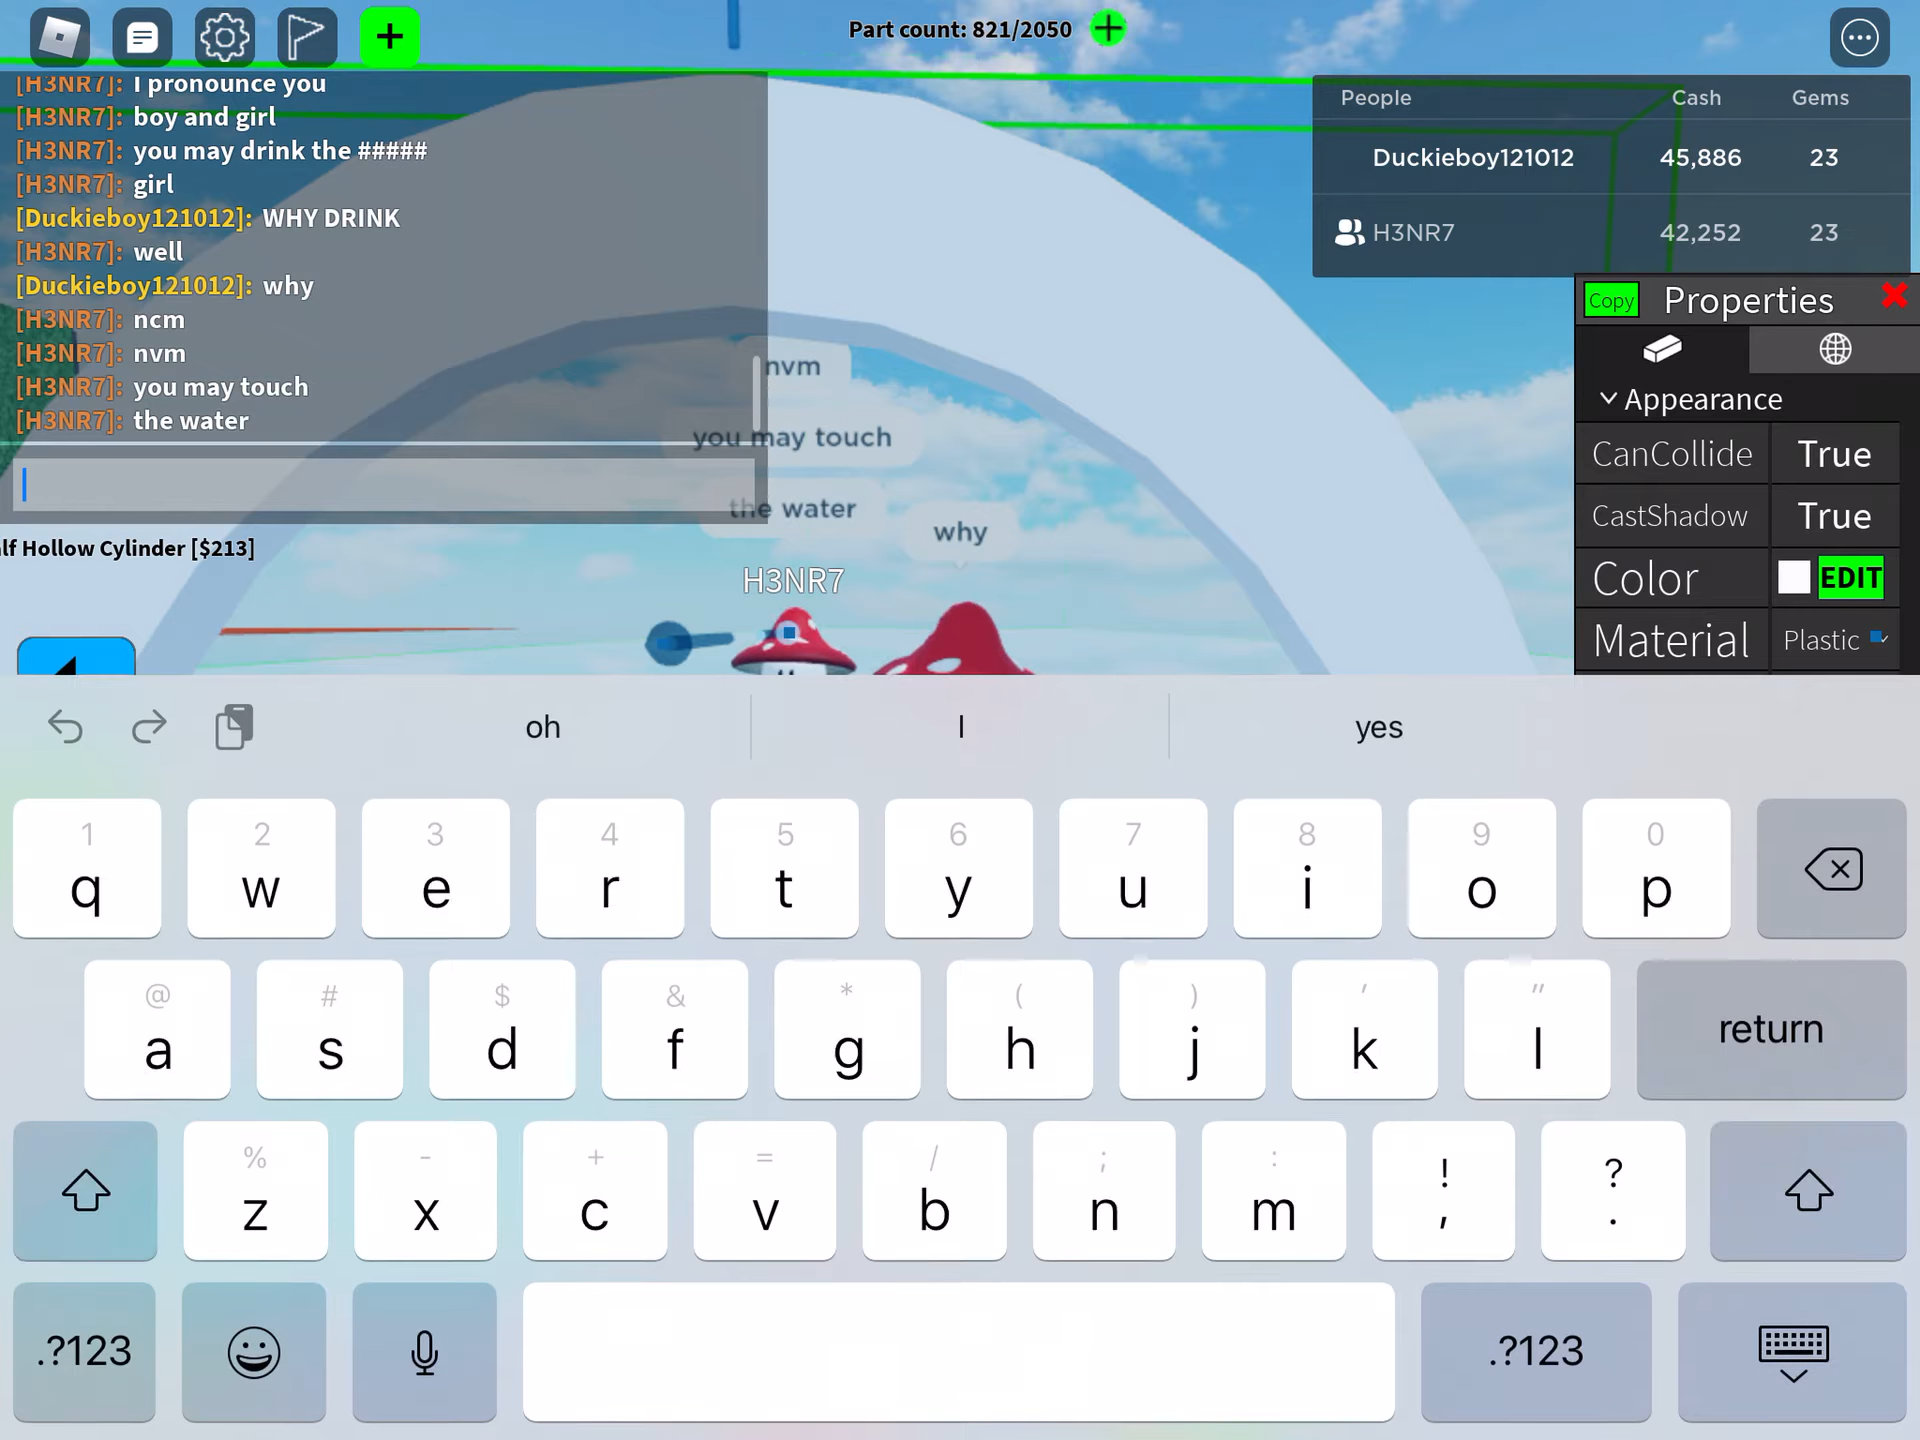 Part count: 821/2050
[H3NR7]: I pronounce you
[H3NR7]: boy and girl
[H3NR7]: you may drink the #####
[H3NR7]: girl
[Duckieboy121012]: WHY DRINK
[H3NR7]: well
[Duckieboy121012]: why
[H3NR7]: ncm
[H3NR7]: nvm
[H3NR7]: you may touch
[H3NR7]: the water
People Cash Gems
Duckieboy121012 45,886 23
H3NR7 42,252 23
Copy Properties
Appearance
CanCollide True
CastShadow True
Color EDIT
Material Plastic
nvm
you may touch
the water
why
H3NR7
lf Hollow Cylinder [$213]
oh I yes
1 2 3 4 5 6 7 8 9 0
q w e r t y u i o p
@ # $ & * ( ) ' "
a s d f g h j k l return
% - + = / ; : ! ?
z x c v b n m , .
.?123 .?123